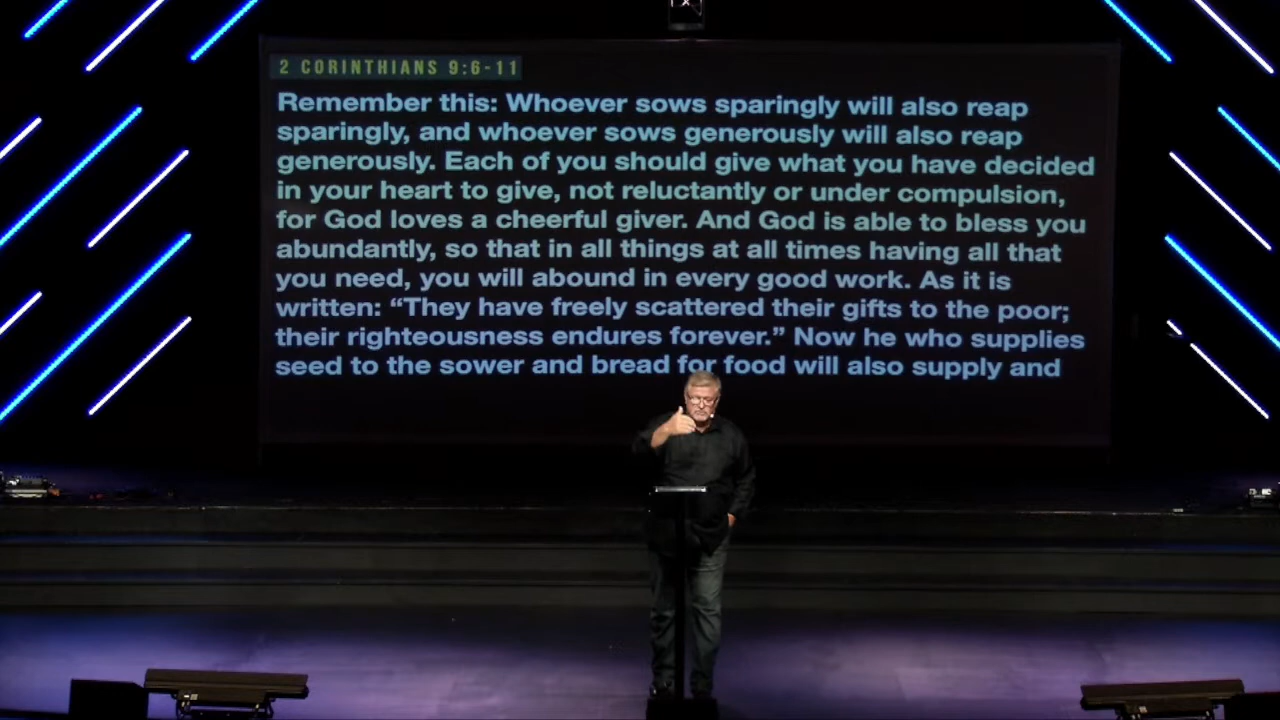 2 CORINTHIANS 9:6-11
Remember this: Whoever sows sparingly will also reap
sparingly, and whoever sows generously will also reap
generously. Each of you should give what you have decided
in your heart to give, not reluctantly or under compulsion,
for God loves a cheerful giver. And God is able to bless you
abundantly, so that in all things at all times having all that
you need, you will abound in every good work. As it is
written: “They have freely scattered their gifts to the poor;
their righteousness endures forever.” Now he who supplies
seed to the sower and bread for food will also supply and